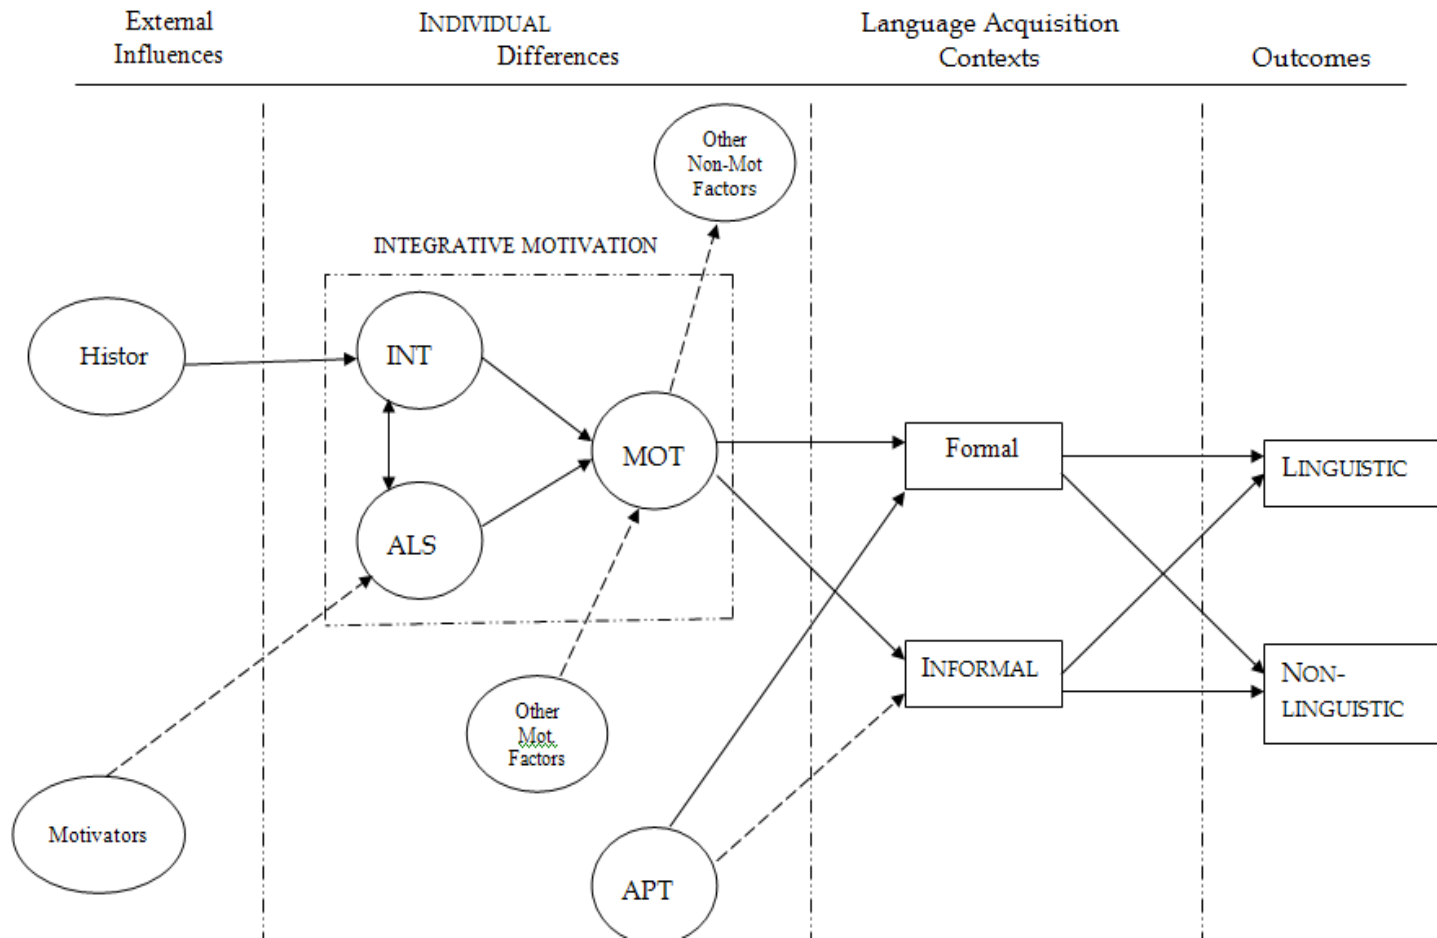 External
Influences
INDIVIDUAL
Differences
Language Acquisition
Contexts
Outcomes
Other
Non-Mot
Factors
INTEGRATIVE MOTIVATION
Histor
INT
MOT
ALS
Formal
LINGUISTIC
INFORMAL
NON-
LINGUISTIC
Other
Mot.
Factors
Motivators
APT